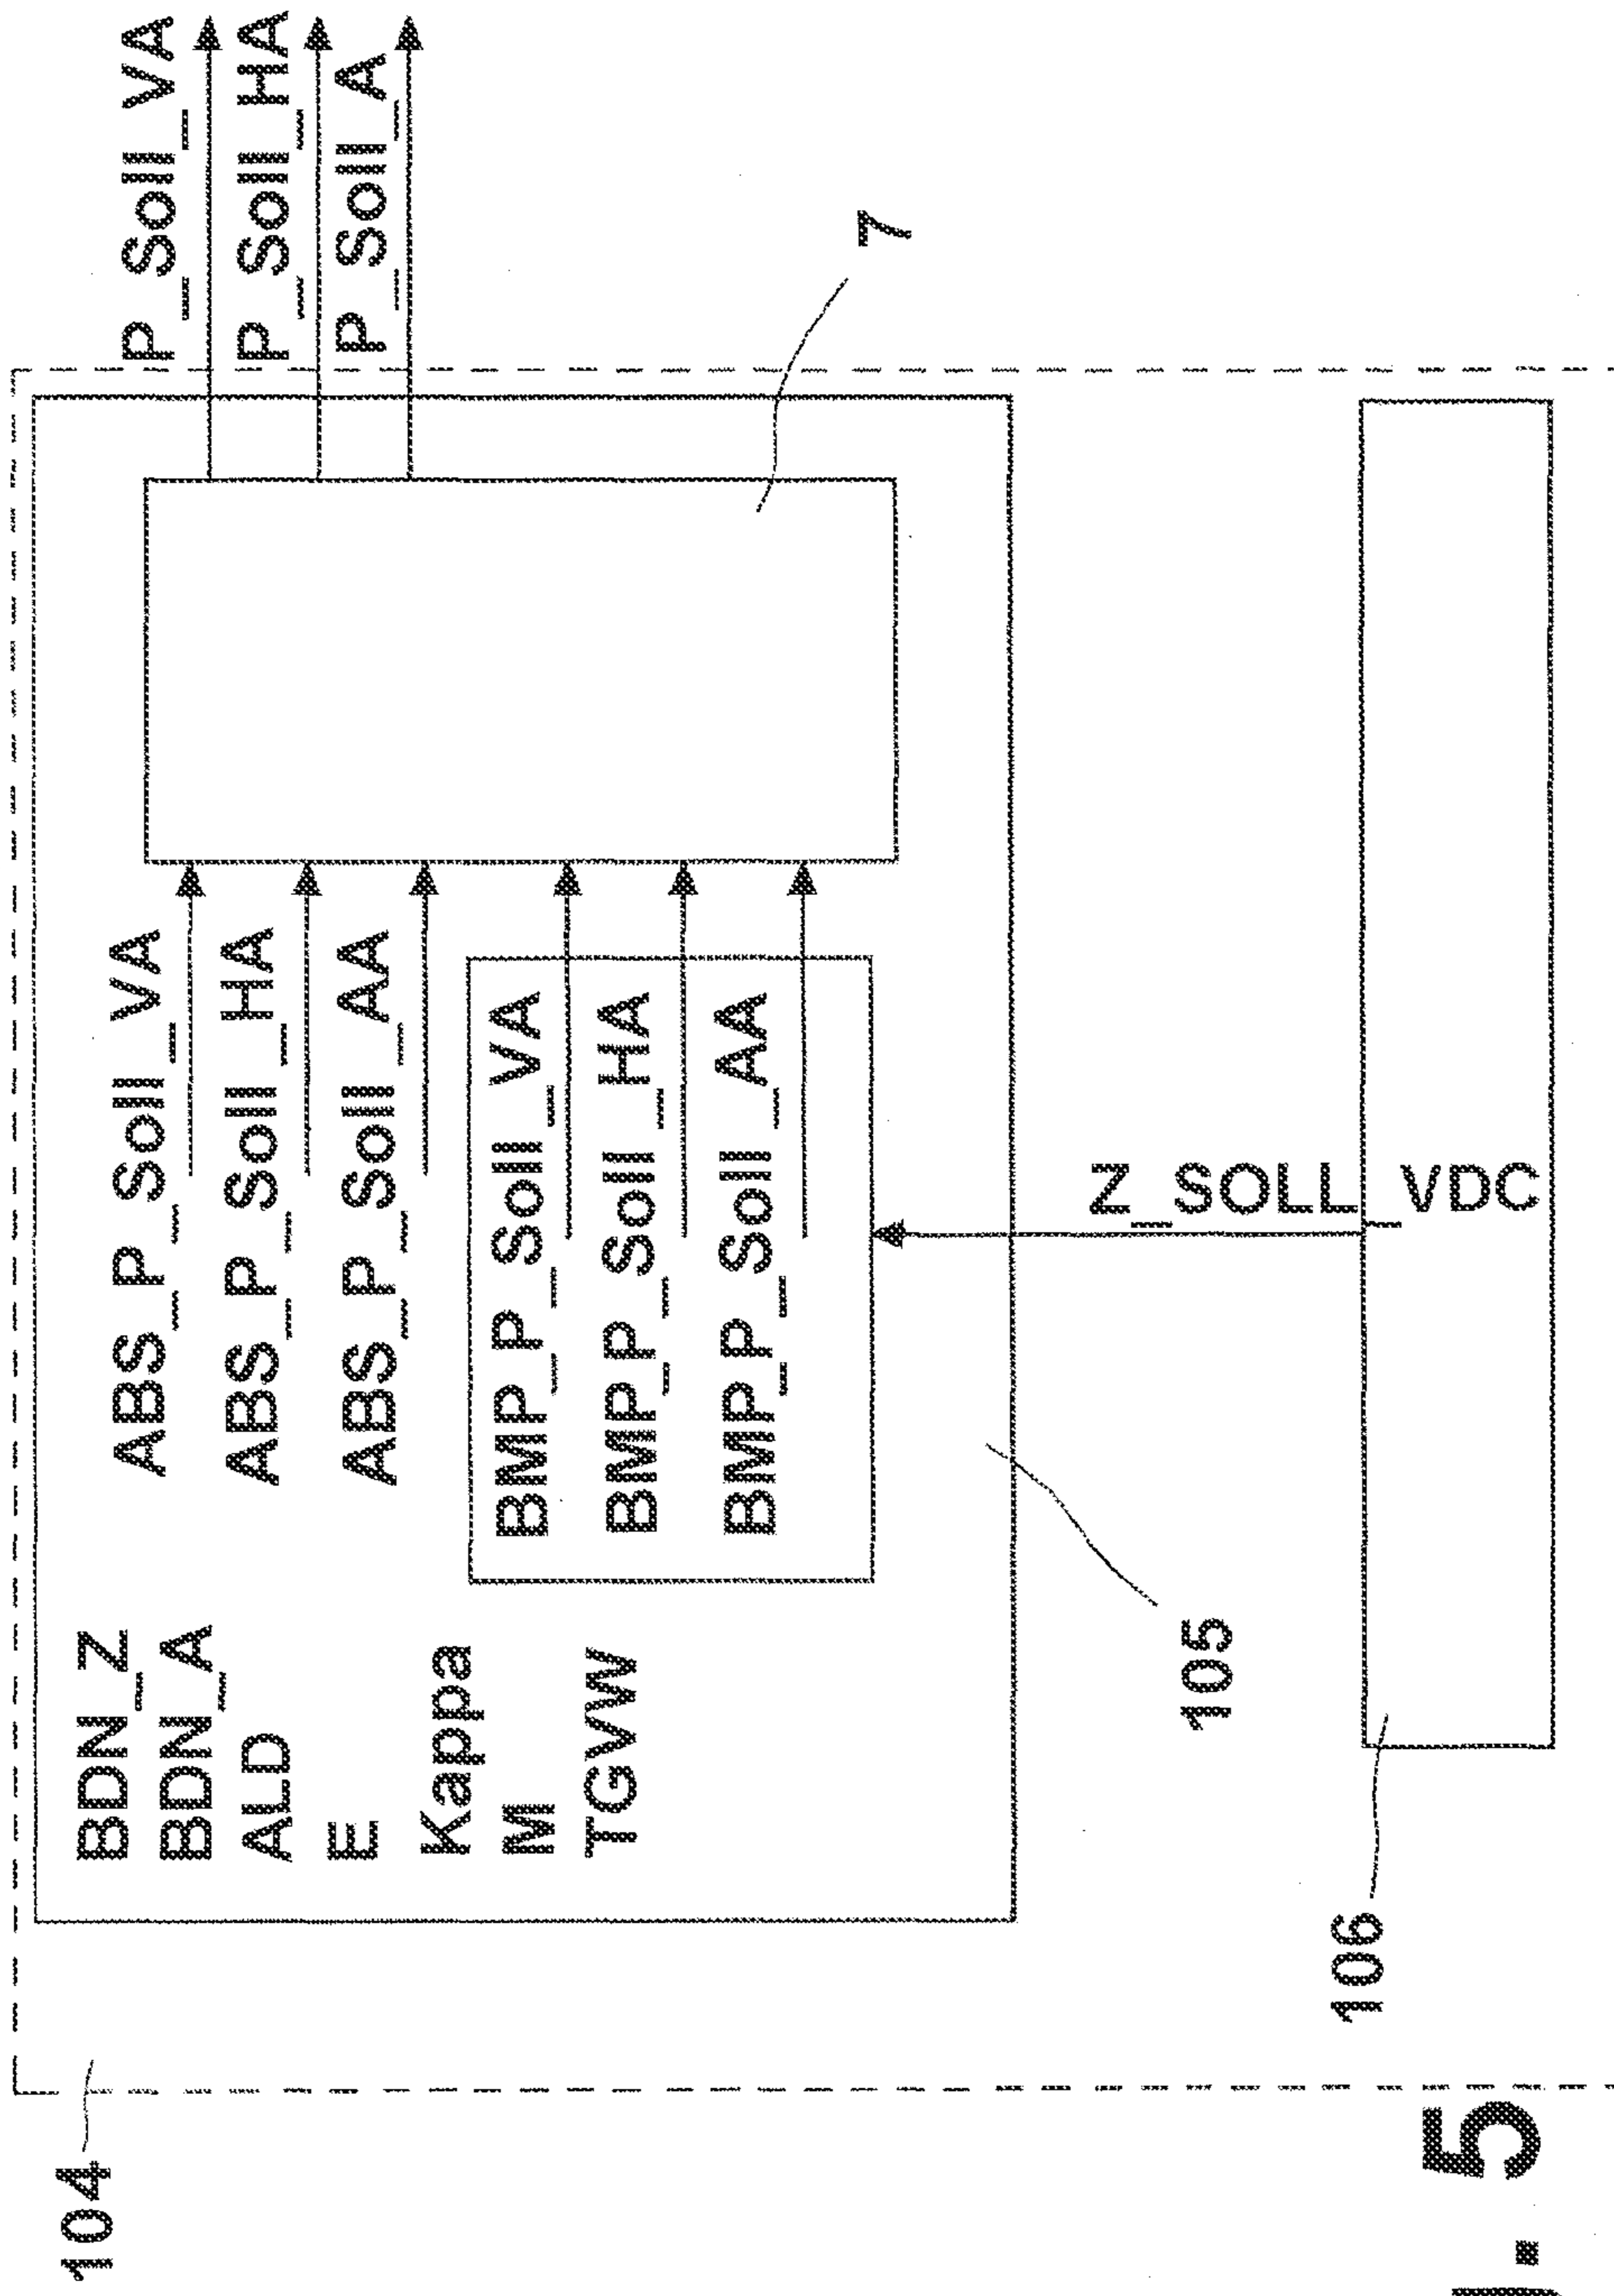 104
BDN_Z
BDN_A
ALD
E
Kappa
M
TGVW
ABS_P_Soll_VA
ABS_P_Soll_HA
ABS_P_Soll_AA
BMP_P_Soll_VA
BMP_P_Soll_HA
BMP_P_Soll_AA
P_Soll_VA
P_Soll_HA
P_Soll_A
7
105
Z_SOLL_VDC
106
. 5